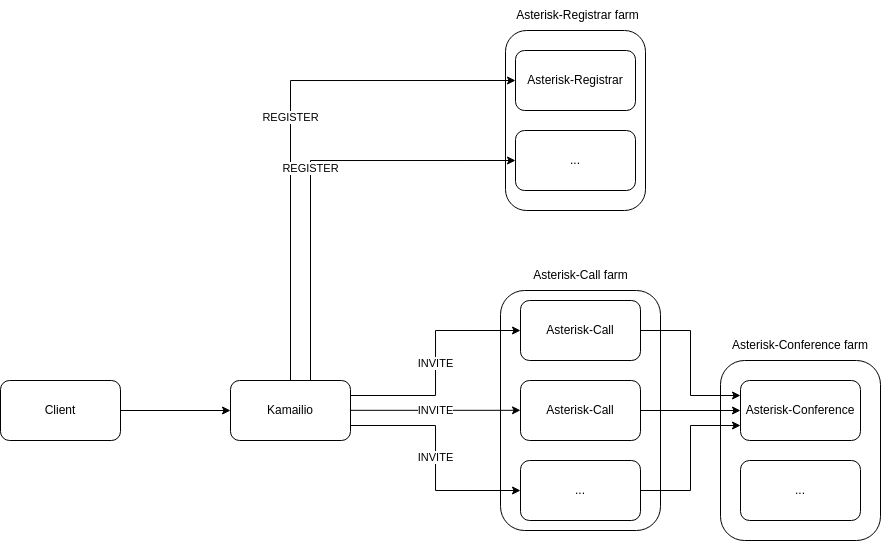 Asterisk-Registrar farm
Asterisk-Registrar
REGISTER
...
REGISTER
Asterisk-Call farm
Asterisk-Call
Asterisk-Conference farm
INVITE
Client
Kamailio
INVITE
Asterisk-Call
Asterisk-Conference
INVITE
...
...